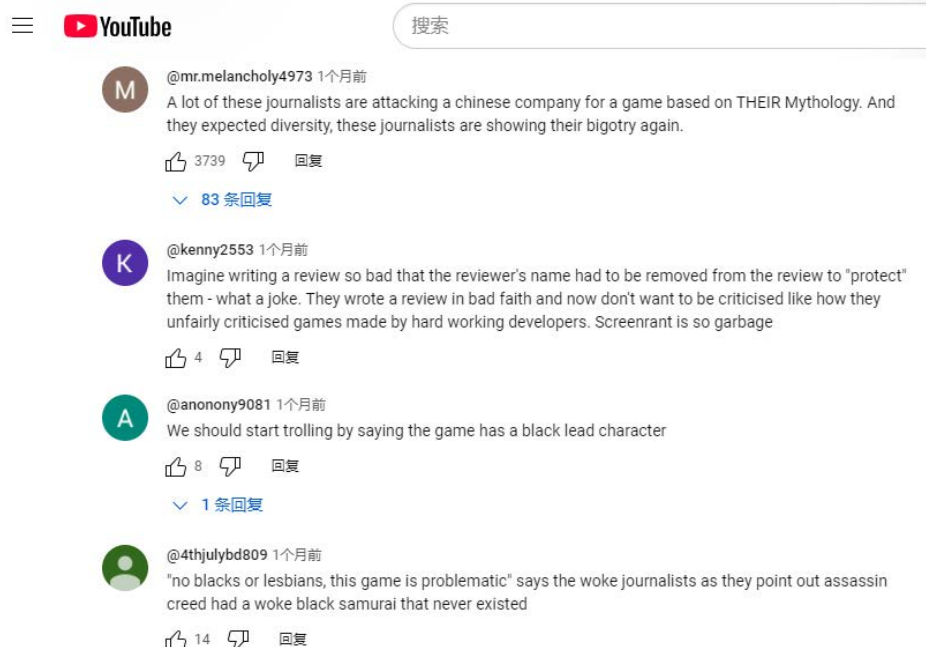 YouTube
搜索
@mr.melancholy4973 1个月前
M
A lot of these journalists are attacking a chinese company for a game based on THEIR Mythology. And
they expected diversity, these journalists are showing their bigotry again.
3739 回复
83 条回复
@kenny2553 1个月前
K
Imagine writing a review so bad that the reviewer's name had to be removed from the review to "protect"
them - what a joke. They wrote a review in bad faith and now don't want to be criticised like how they
unfairly criticised games made by hard working developers. Screenrant is so garbage
4 回复
@anonony9081 1个月前
A
We should start trolling by saying the game has a black lead character
8 回复
1 条回复
@4thjulybd809 1个月前
"no blacks or lesbians, this game is problematic" says the woke journalists as they point out assassin
creed had a woke black samurai that never existed
14 回复